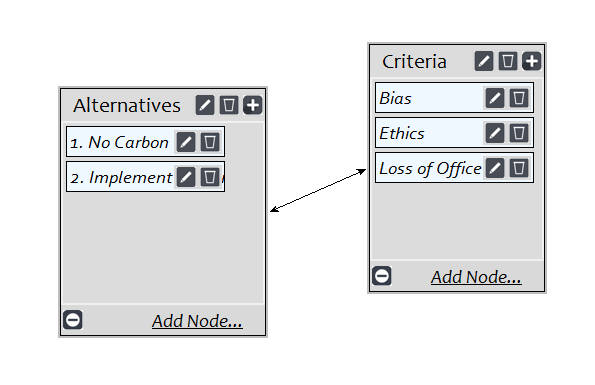 Alternatives
1. No Carbon
2. Implement
Add Node...
Criteria
Bias
Ethics
Loss of Office
Add Node...